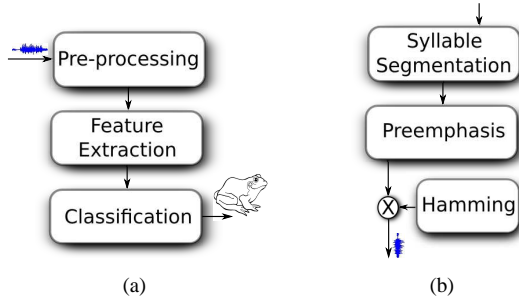 Pre-processing
Feature
Extraction
Classification
(a)
Syllable
Segmentation
Preemphasis
X
Hamming
(b)